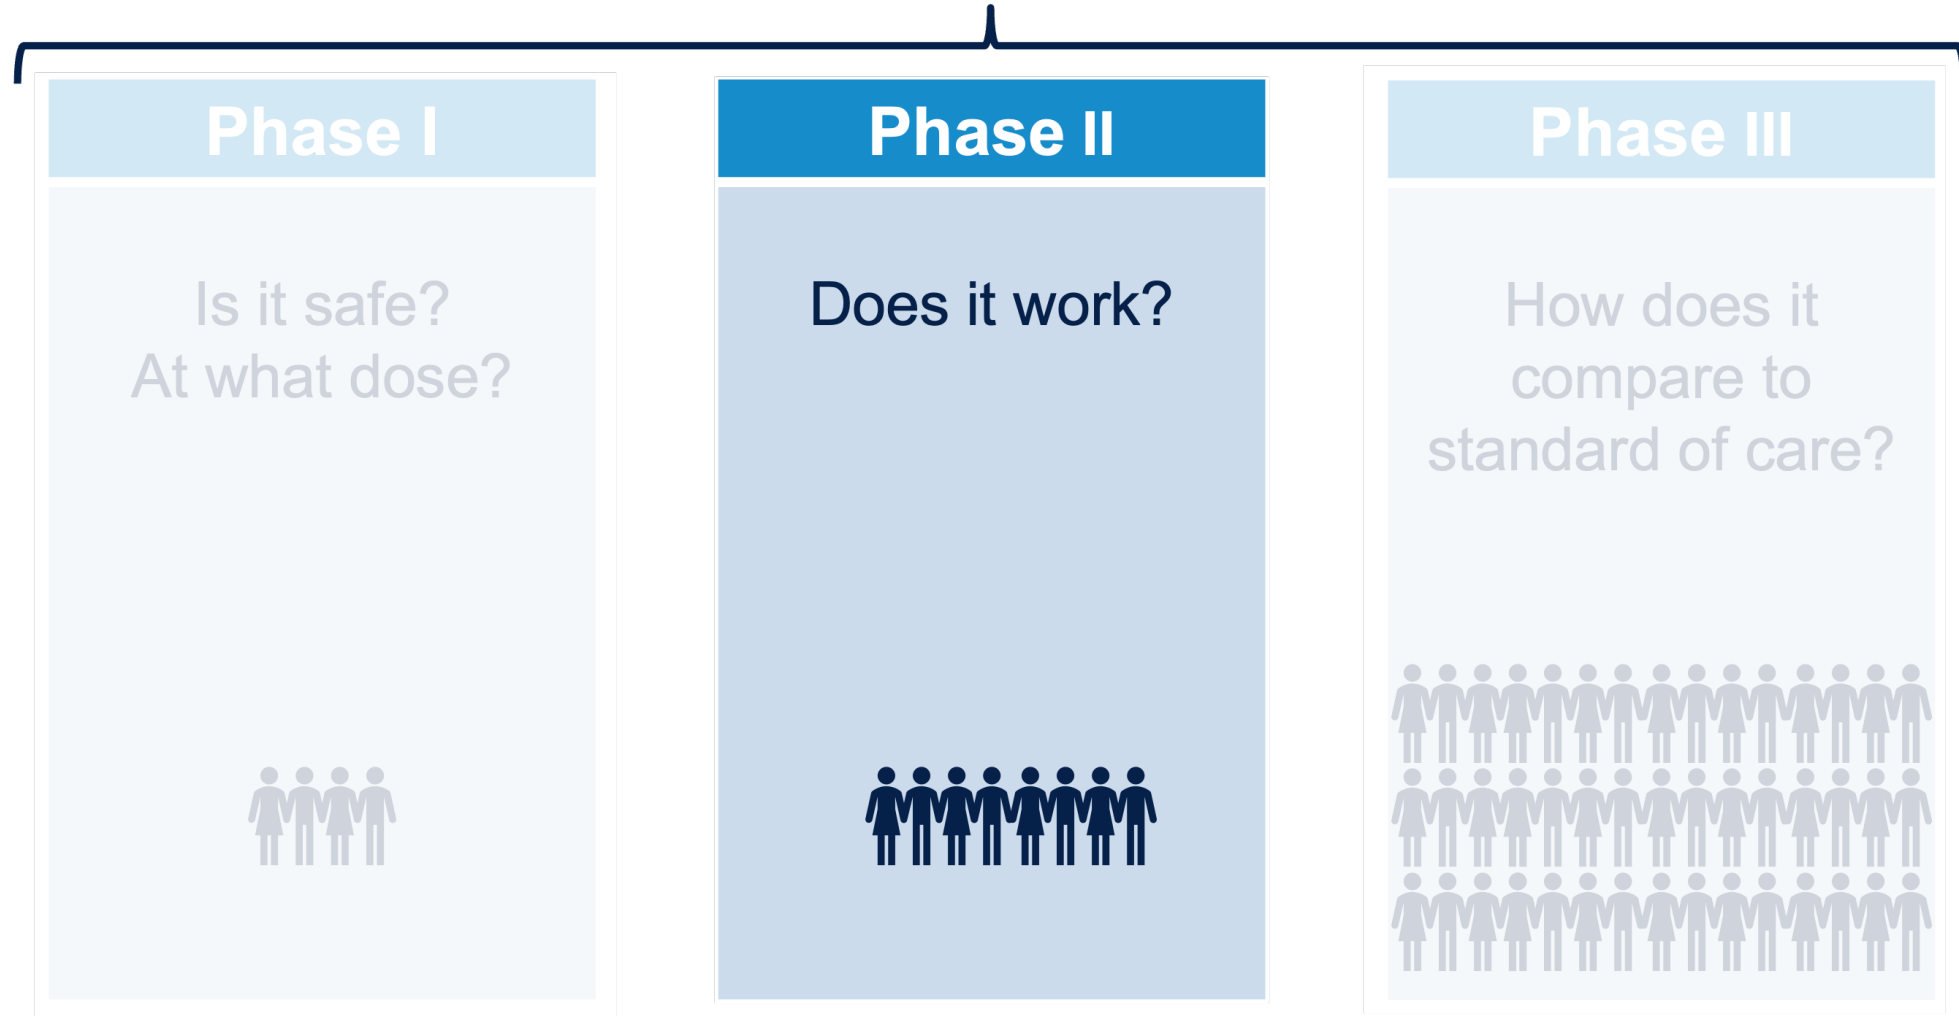 Phase I
Is it safe?
At what dose?
Phase II
Does it work?
Phase III
How does it
compare to
standard of care?